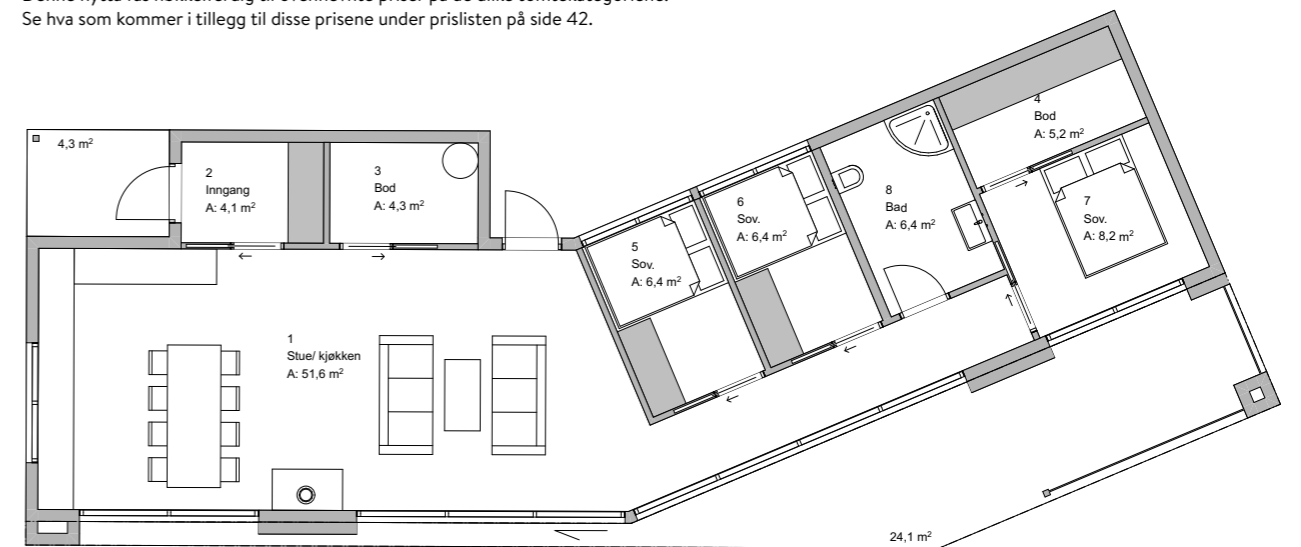 Se hva som kommer i tillegg til disse prisene under prislisten på side 42.
4,3 m²
2
Inngang
A: 4,1 m²
3
Bod
A: 4,3 m²
4
Bod
A: 5,2 m²
5
Sov.
A: 6,4 m²
6
Sov.
A: 6,4 m²
8
Bad
A: 6,4 m²
7
Sov.
A: 8,2 m²
1
Stue/ kjøkken
A: 51,6 m²
24,1 m²